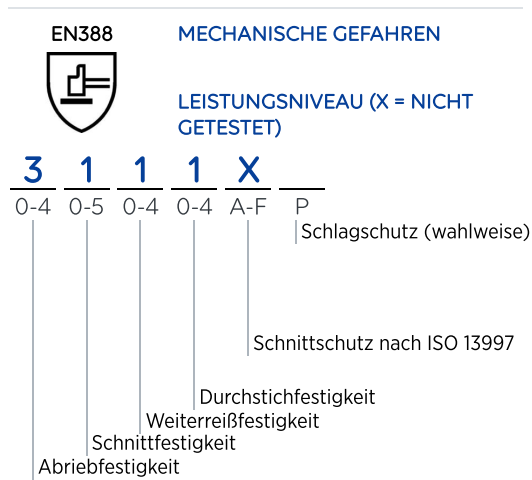 EN388
MECHANISCHE GEFAHREN
LEISTUNGSNIVEAU (X = NICHT
GETESTET)
3 1 1 1 X
0-4 0-5 0-4 0-4 A-F P
Schlagschutz (wahlweise)
Schnittschutz nach ISO 13997
Durchstichfestigkeit
Weiterreißfestigkeit
Schnittfestigkeit
Abriebfestigkeit